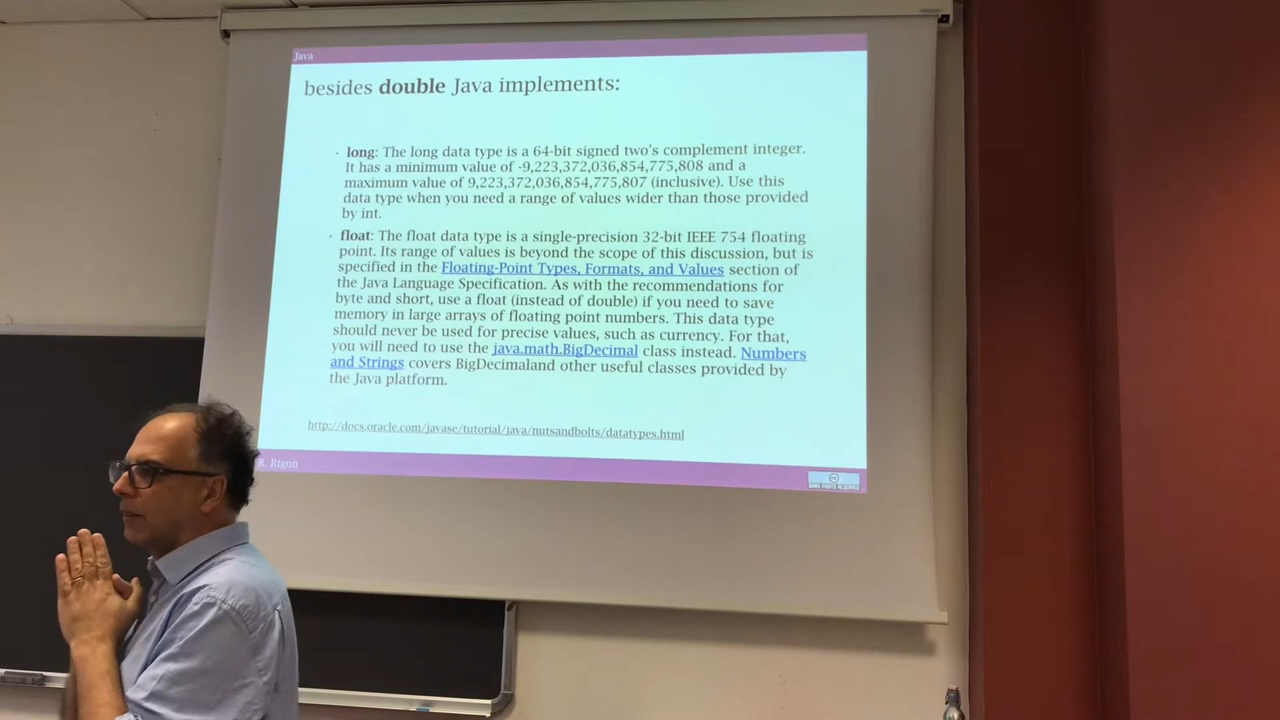 Java
besides double Java implements:
· long: The long data type is a 64-bit signed two's complement integer.
It has a minimum value of -9,223,372,036,854,775,808 and a
maximum value of 9,223,372,036,854,775,807 (inclusive). Use this
data type when you need a range of values wider than those provided
by int.
· float: The float data type is a single-precision 32-bit IEEE 754 floating
point. Its range of values is beyond the scope of this discussion, but is
specified in the Floating-Point Types, Formats, and Values section of
the Java Language Specification. As with the recommendations for
byte and short, use a float (instead of double) if you need to save
memory in large arrays of floating point numbers. This data type
should never be used for precise values, such as currency. For that,
you will need to use the java.math.BigDecimal class instead. Numbers
and Strings covers BigDecimaland other useful classes provided by
the Java platform.
http://docs.oracle.com/javase/tutorial/java/nutsandbolts/datatypes.html
R. Rigon